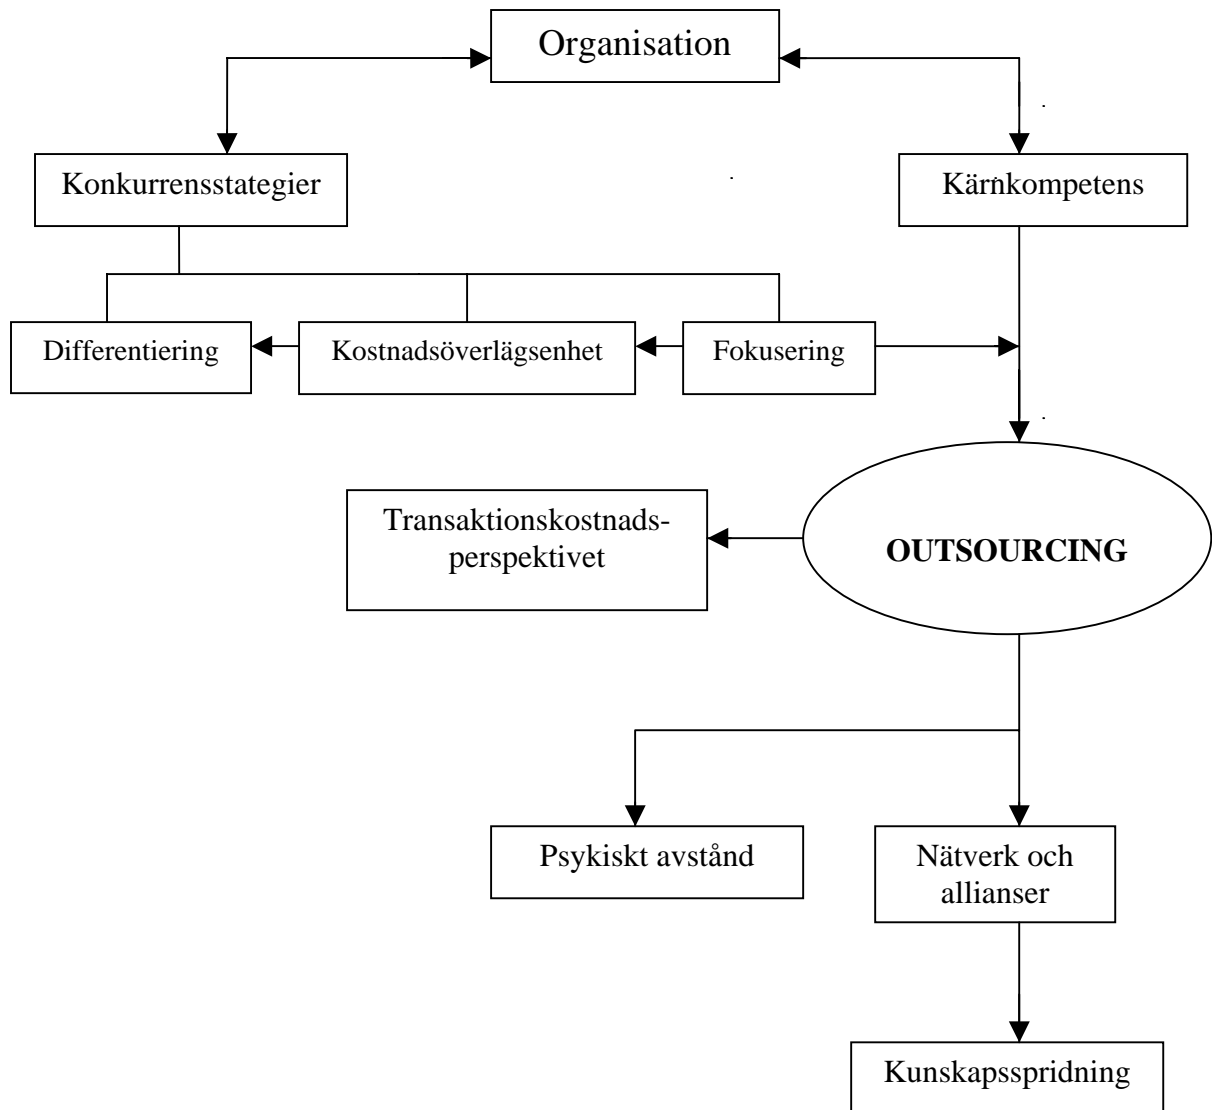 Organisation
Konkurrensstategier
Kärnkompetens
Differentiering
Kostnadsöverlägsenhet
Fokusering
Transaktionskostnads-
perspektivet
OUTSOURCING
Psykiskt avstånd
Nätverk och
allianser
Kunskapsspridning